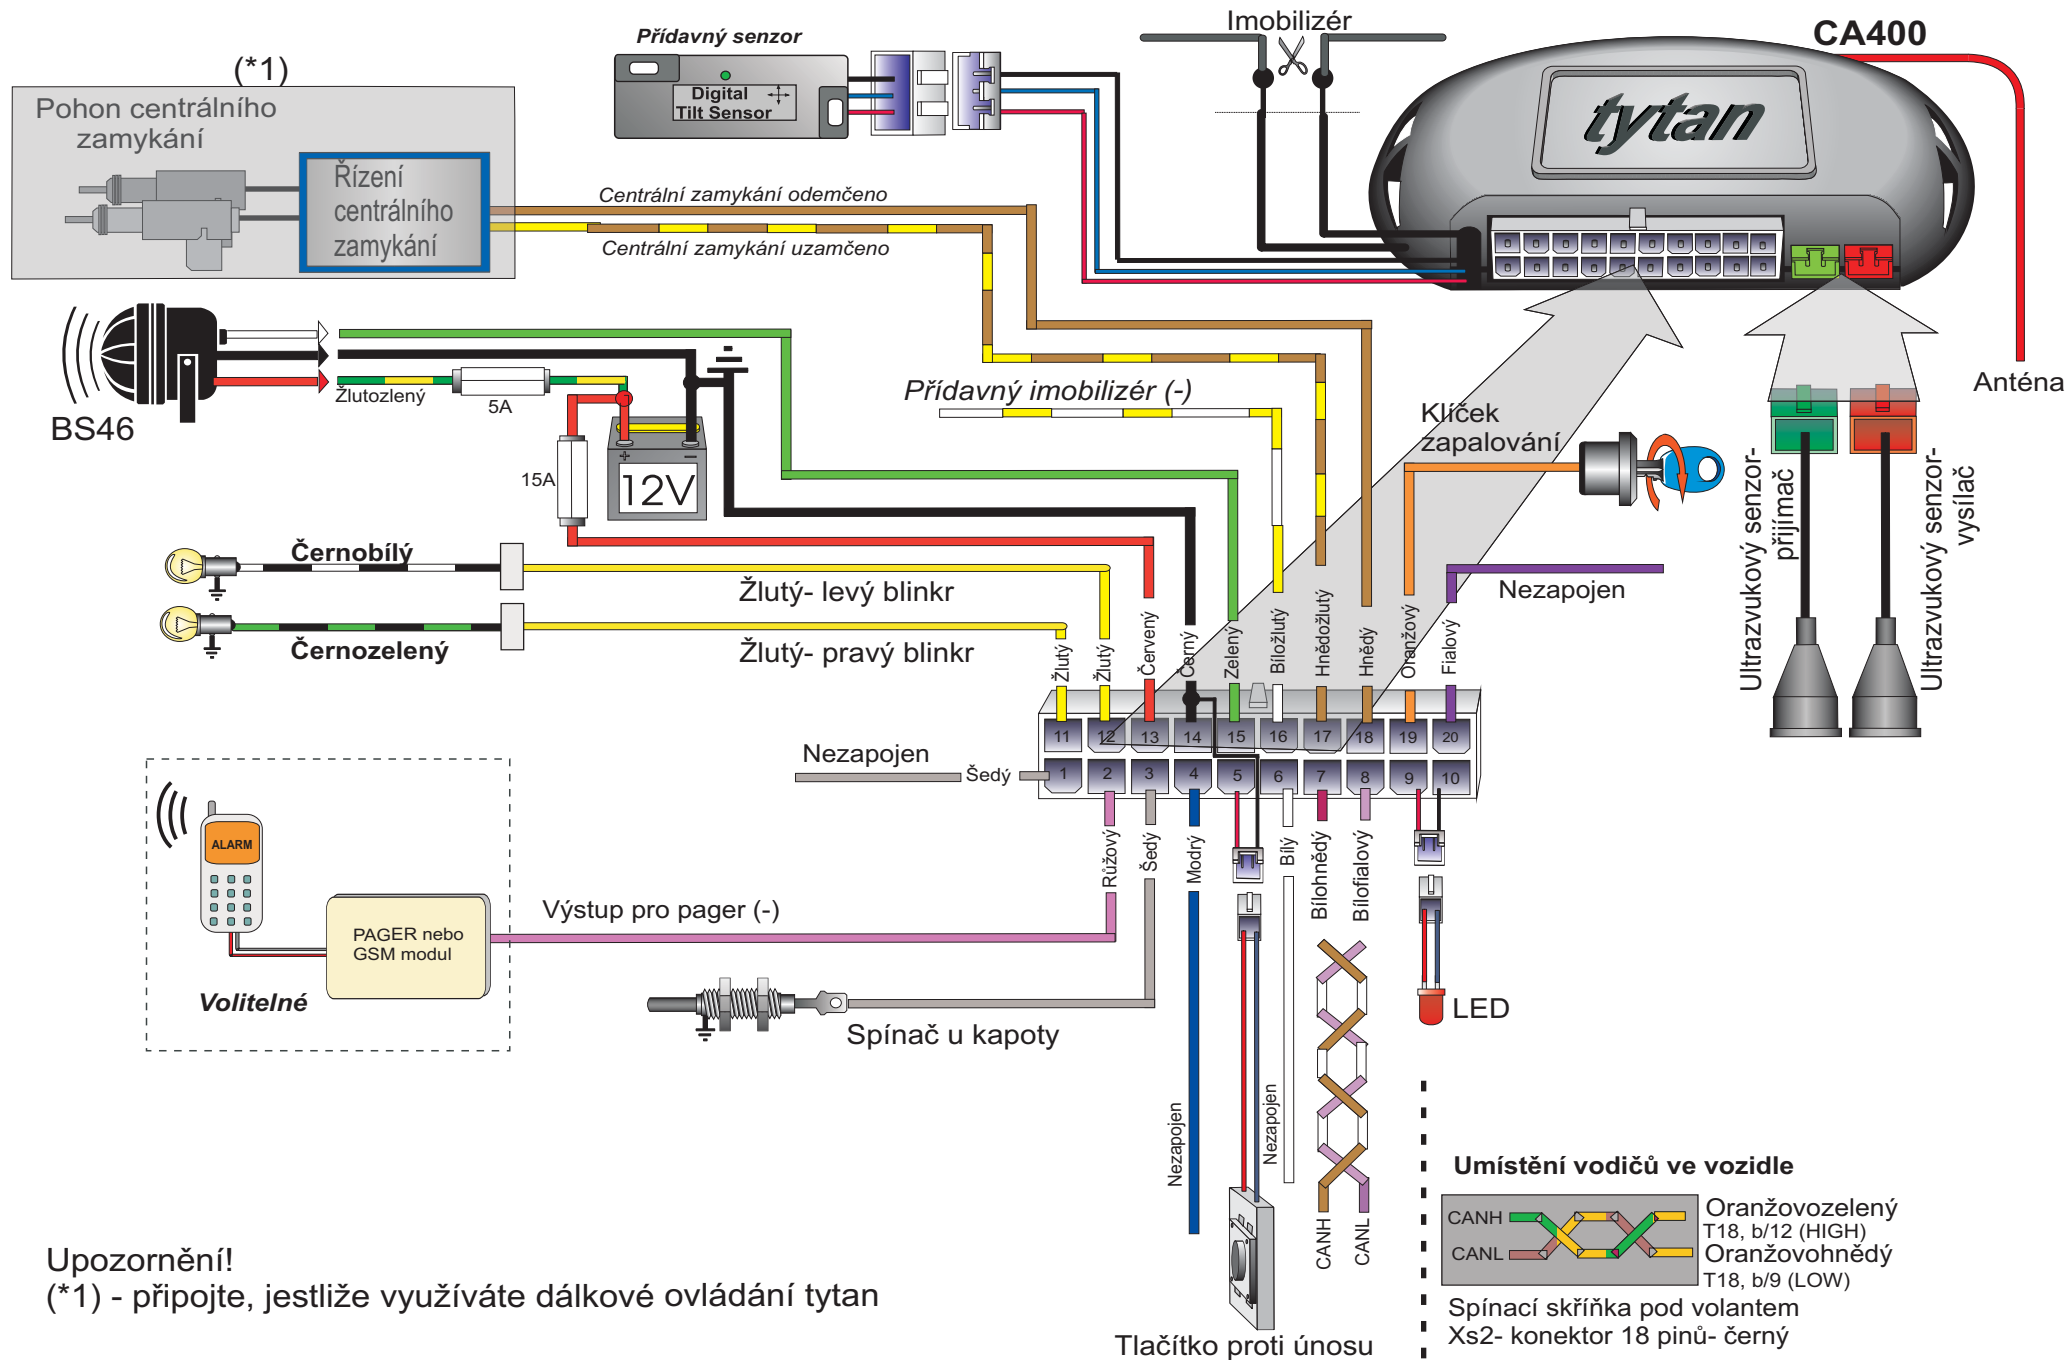 Imobilizér
CA400
Přídavný senzor
Digital
Tilt Sensor
tytan
(*1)
Pohon centrálního
zamykání
Řízení
centrálního
zamykání
Centrální zamykání odemčeno
Centrální zamykání uzamčeno
Anténa
BS46
Žlutozlený
5A
15A
+ −
12V
Přídavný imobilizér (-)
Klíček
zapalování
Nezapojen
Ultrazvukový senzor-
přijímač
Ultrazvukový senzor-
vysílač
Černobílý
Žlutý- levý blinkr
Černozelený
Žlutý- pravý blinkr
Žlutý
Žlutý
Červený
Černý
Zelený
Bíložlutý
Hnědožlutý
Hnědý
Oranžový
Fialový
11 12 13 14 15 16 17 18 19 20
1 2 3 4 5 6 7 8 9 10
Nezapojen
Šedý
Růžový
Šedý
Modrý
Bílý
Bílohnědý
Bílofialový
ALARM
PAGER nebo
GSM modul
Volitelné
Výstup pro pager (-)
Spínač u kapoty
LED
Nezapojen
Nezapojen
CANH
CANL
Tlačítko proti únosu
Umístění vodičů ve vozidle
CANH
CANL
Oranžovozelený
T18, b/12 (HIGH)
Oranžovohnědý
T18, b/9 (LOW)
Spínací skříňka pod volantem
Xs2- konektor 18 pinů- černý
Upozornění!
(*1) - připojte, jestliže využíváte dálkové ovládání tytan